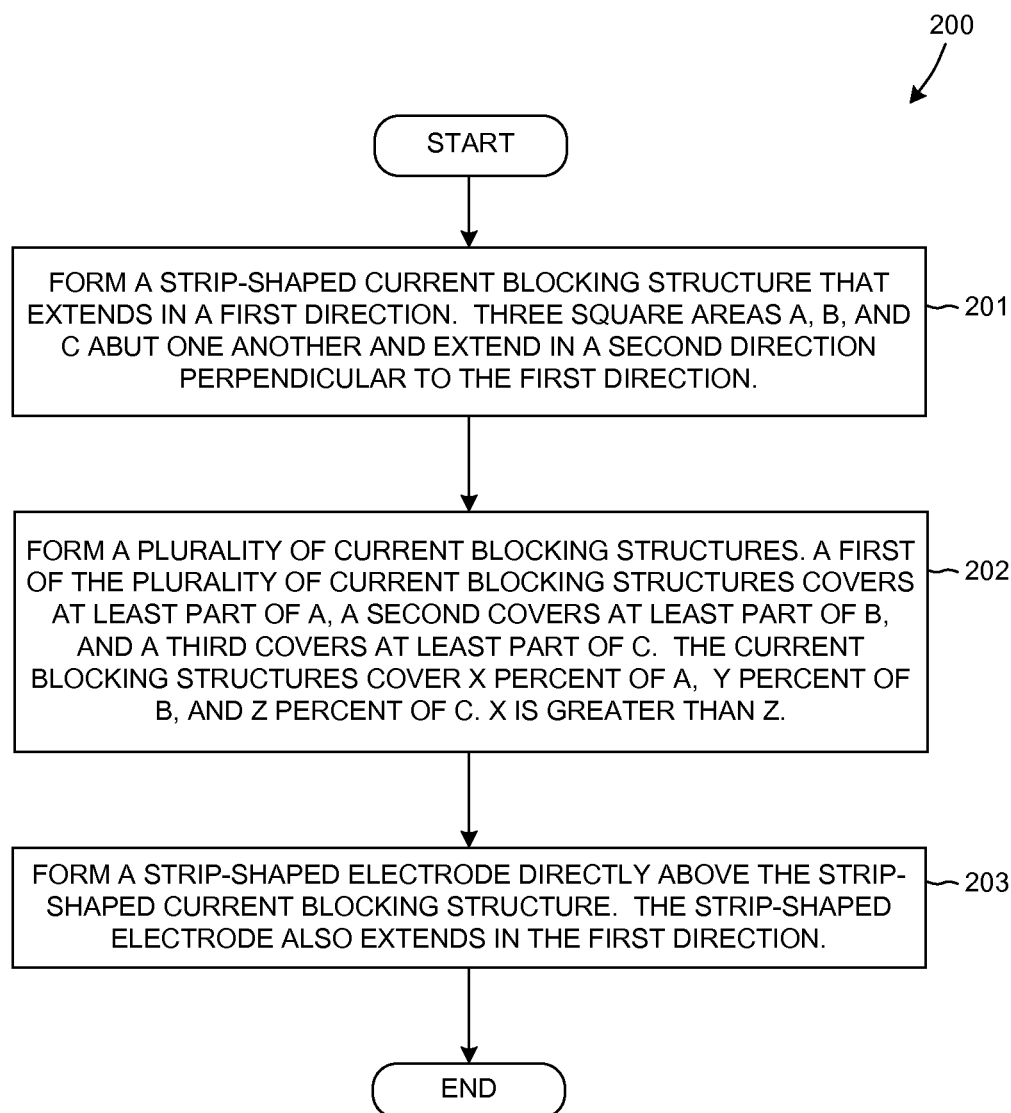 200
START
FORM A STRIP-SHAPED CURRENT BLOCKING STRUCTURE THAT
EXTENDS IN A FIRST DIRECTION. THREE SQUARE AREAS A, B, AND
C ABUT ONE ANOTHER AND EXTEND IN A SECOND DIRECTION
PERPENDICULAR TO THE FIRST DIRECTION.
201
FORM A PLURALITY OF CURRENT BLOCKING STRUCTURES. A FIRST
OF THE PLURALITY OF CURRENT BLOCKING STRUCTURES COVERS
AT LEAST PART OF A, A SECOND COVERS AT LEAST PART OF B,
AND A THIRD COVERS AT LEAST PART OF C. THE CURRENT
BLOCKING STRUCTURES COVER X PERCENT OF A, Y PERCENT OF
B, AND Z PERCENT OF C. X IS GREATER THAN Z.
202
FORM A STRIP-SHAPED ELECTRODE DIRECTLY ABOVE THE STRIP-
SHAPED CURRENT BLOCKING STRUCTURE. THE STRIP-SHAPED
ELECTRODE ALSO EXTENDS IN THE FIRST DIRECTION.
203
END